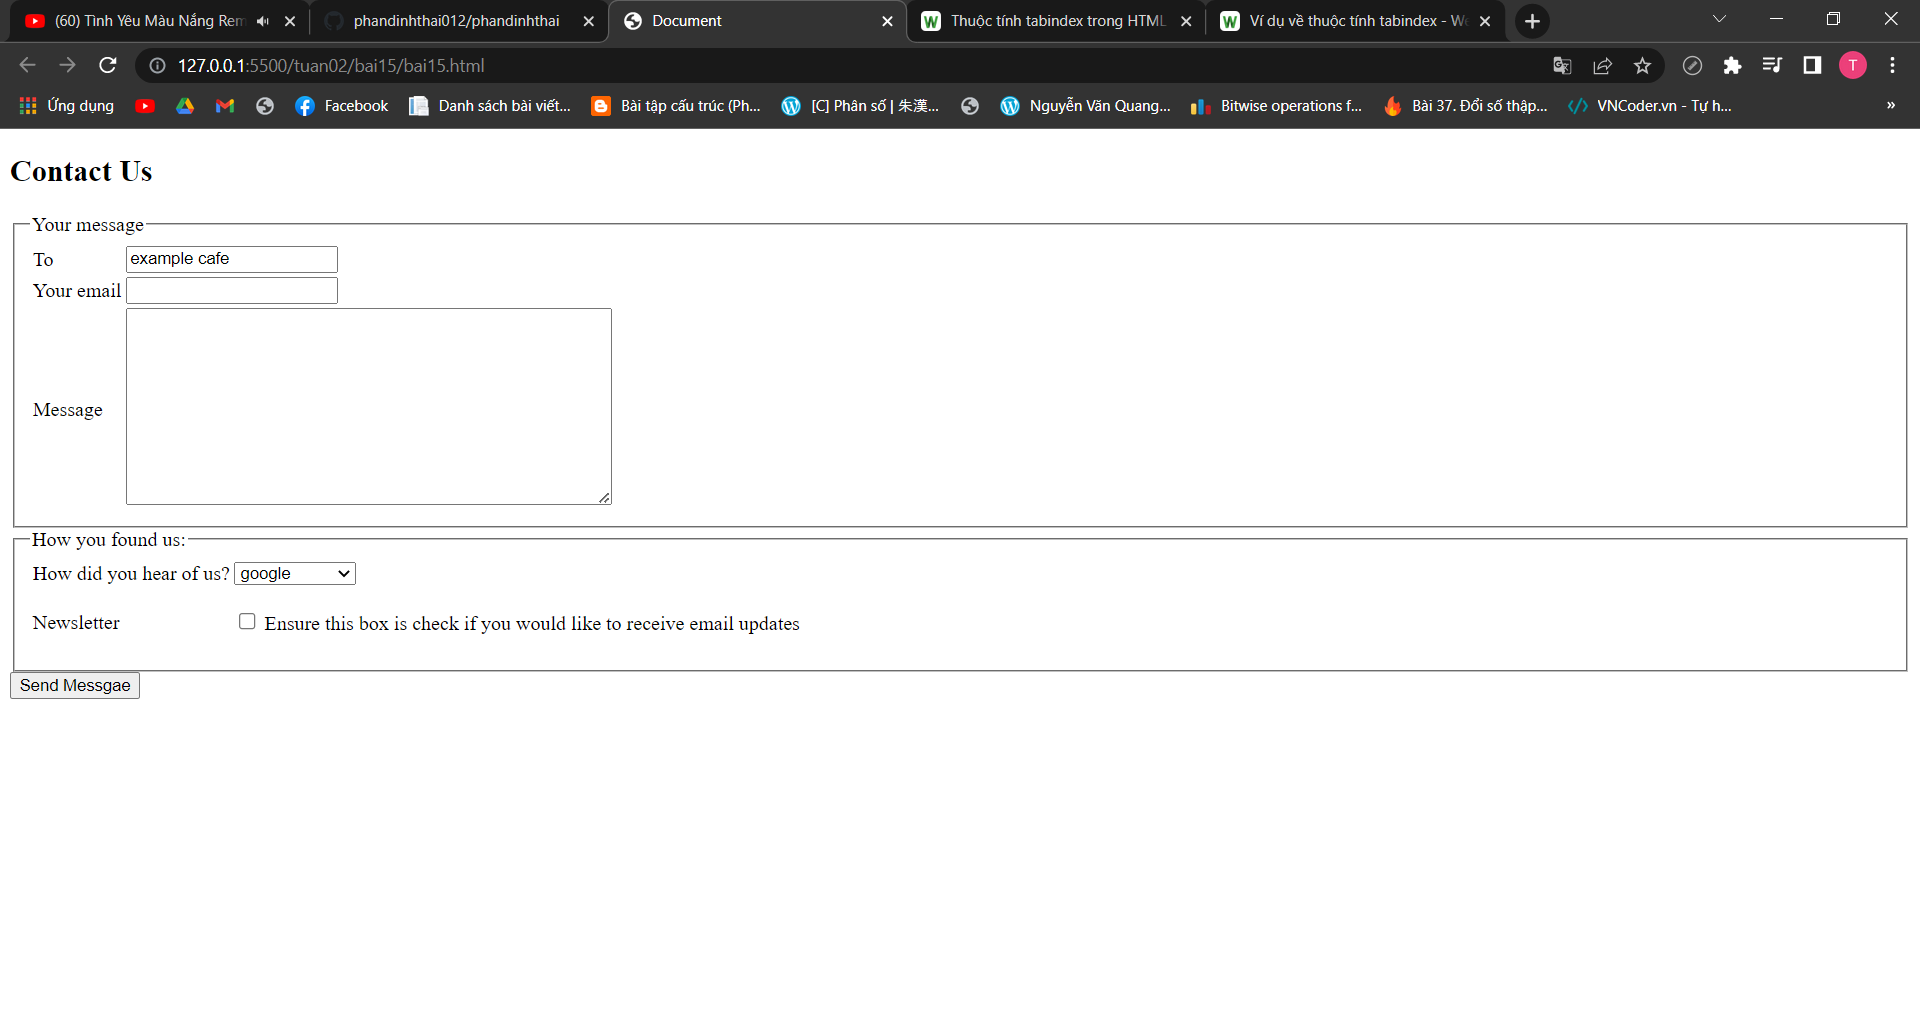 (60) Tình Yêu Màu Nắng Rem
phandinhthai012/phandinhthai
Document
Thuộc tính tabindex trong HTML
Ví dụ về thuộc tính tabindex - We
127.0.0.1:5500/tuan02/bai15/bai15.html
T
Ứng dụng
Facebook
Danh sách bài viết...
Bài tập cấu trúc (Ph...
[C] Phân số | 朱漢...
Nguyễn Văn Quang...
Bitwise operations f...
Bài 37. Đổi số thập...
VNCoder.vn - Tự h...
»
Contact Us
Your message
To example cafe
Your email
Message
How you found us:
How did you hear of us? google
Newsletter Ensure this box is check if you would like to receive email updates
Send Messgae